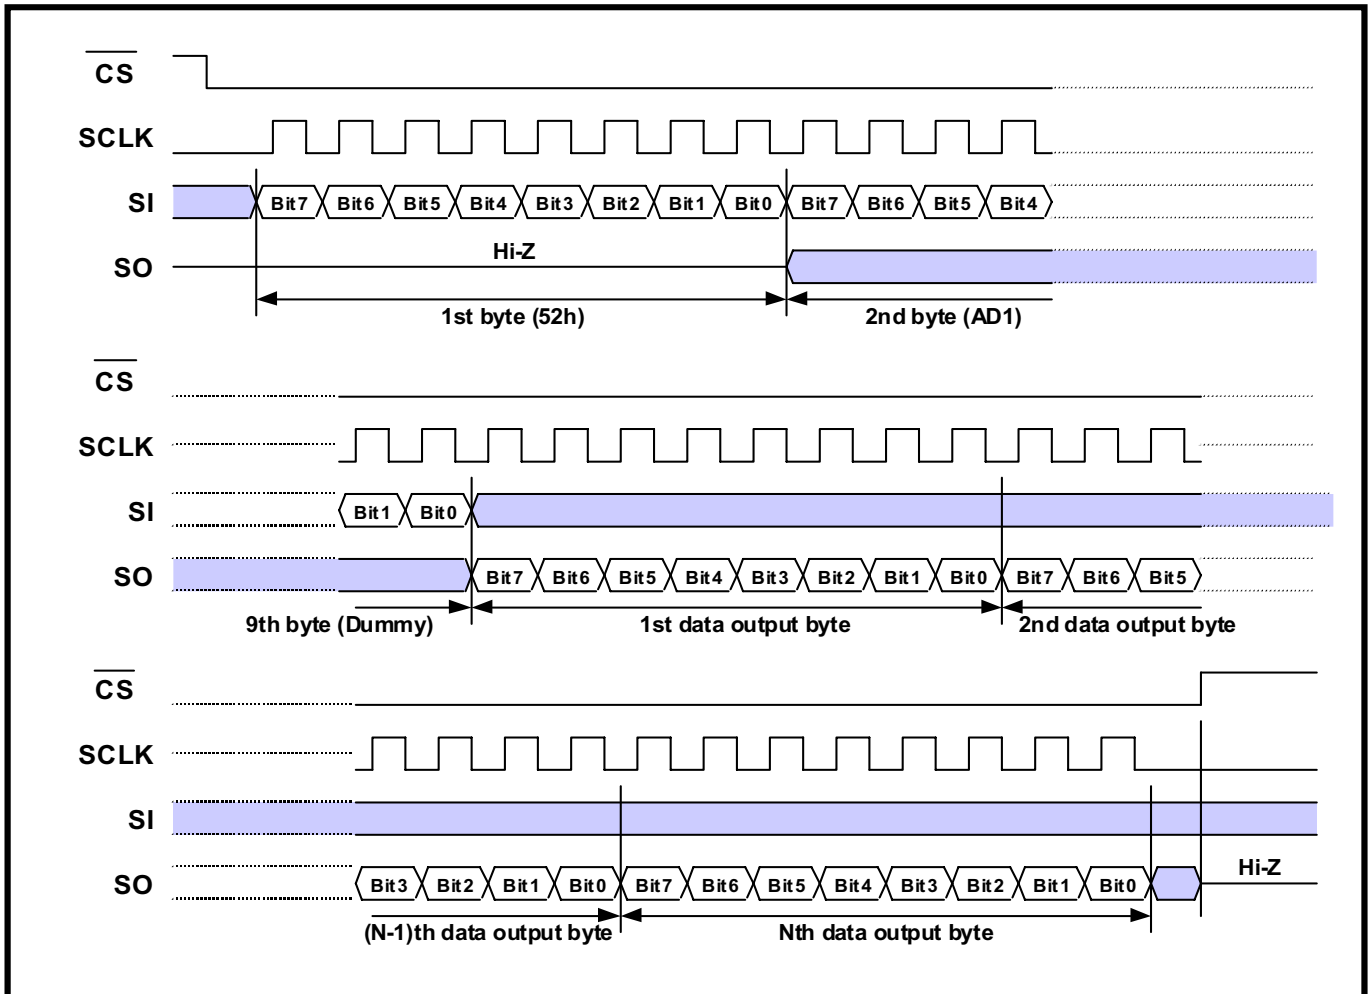 CS
SCLK
SI Bit7 Bit6 Bit5 Bit4 Bit3 Bit2 Bit1 Bit0 Bit7 Bit6 Bit5 Bit4
Hi-Z
SO
1st byte (52h) 2nd byte (AD1)
CS
SCLK
SI Bit1 Bit0
SO Bit7 Bit6 Bit5 Bit4 Bit3 Bit2 Bit1 Bit0 Bit7 Bit6 Bit5
9th byte (Dummy) 1st data output byte 2nd data output byte
CS
SCLK
SI
SO Bit3 Bit2 Bit1 Bit0 Bit7 Bit6 Bit5 Bit4 Bit3 Bit2 Bit1 Bit0 Hi-Z
(N-1)th data output byte Nth data output byte